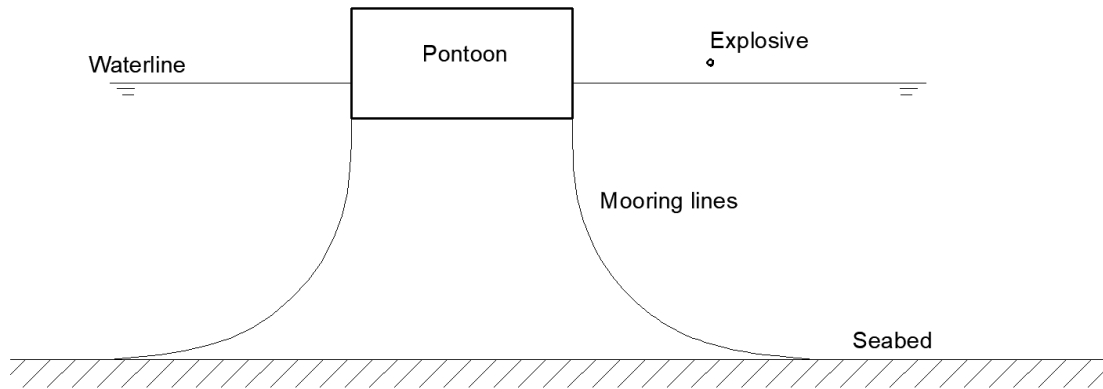 Explosive
Pontoon
Waterline
Mooring lines
Seabed